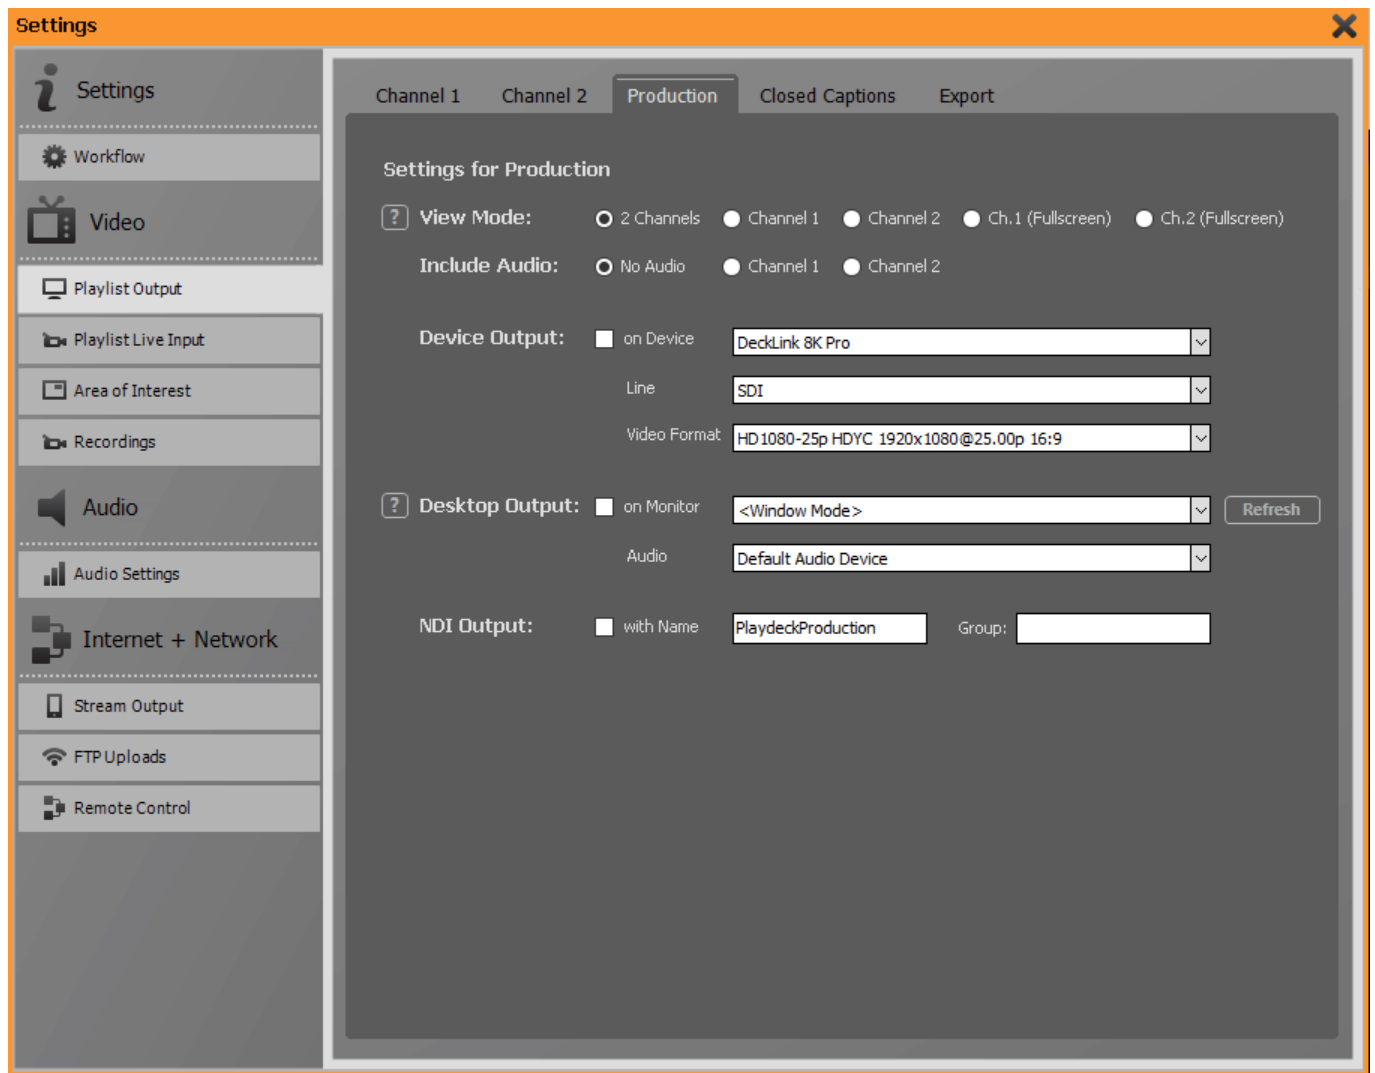 Settings
Settings
Workflow
Video
Playlist Output
Playlist Live Input
Area of Interest
Recordings
Audio
Audio Settings
Internet + Network
Stream Output
FTP Uploads
Remote Control
Channel 1 Channel 2 Production Closed Captions Export
Settings for Production
? View Mode: 2 Channels Channel 1 Channel 2 Ch.1 (Fullscreen) Ch.2 (Fullscreen)
Include Audio: No Audio Channel 1 Channel 2
Device Output: on Device DeckLink 8K Pro
Line SDI
Video Format HD1080-25p HDYC 1920x1080@25.00p 16:9
? Desktop Output: on Monitor <Window Mode> Refresh
Audio Default Audio Device
NDI Output: with Name PlaydeckProduction Group: